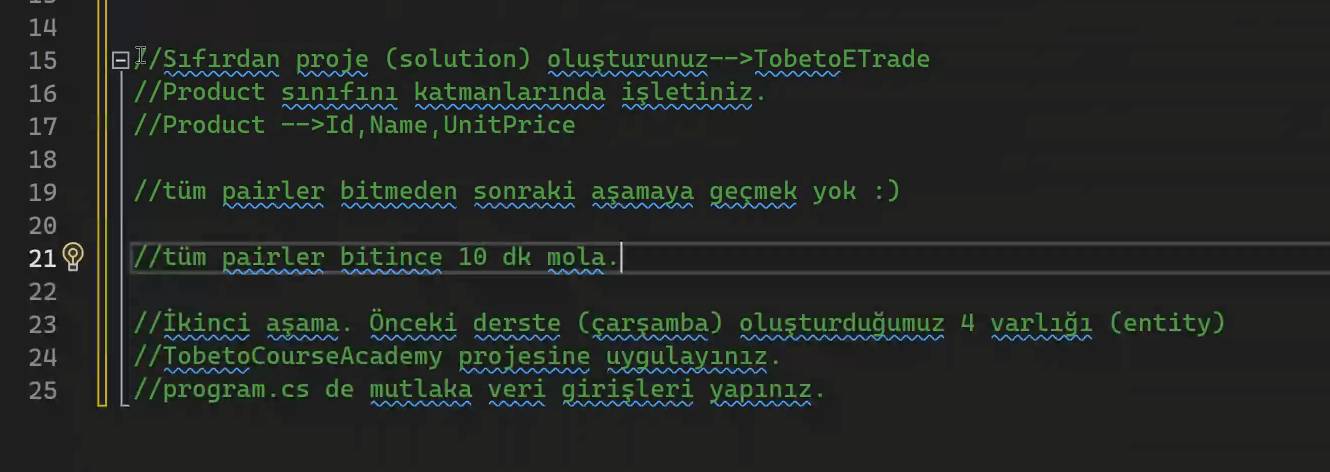 14
15 //Sıfırdan proje (solution) oluşturunuz-->TobetoETrade
16 //Product sınıfını katmanlarında işletiniz.
17 //Product -->Id,Name,UnitPrice
18
19 //tüm pairler bitmeden sonraki aşamaya geçmek yok :)
20
21 //tüm pairler bitince 10 dk mola.
22
23 //İkinci aşama. Önceki derste (çarşamba) oluşturduğumuz 4 varlığı (entity)
24 //TobetoCourseAcademy projesine uygulayınız.
25 //program.cs de mutlaka veri girişleri yapınız.